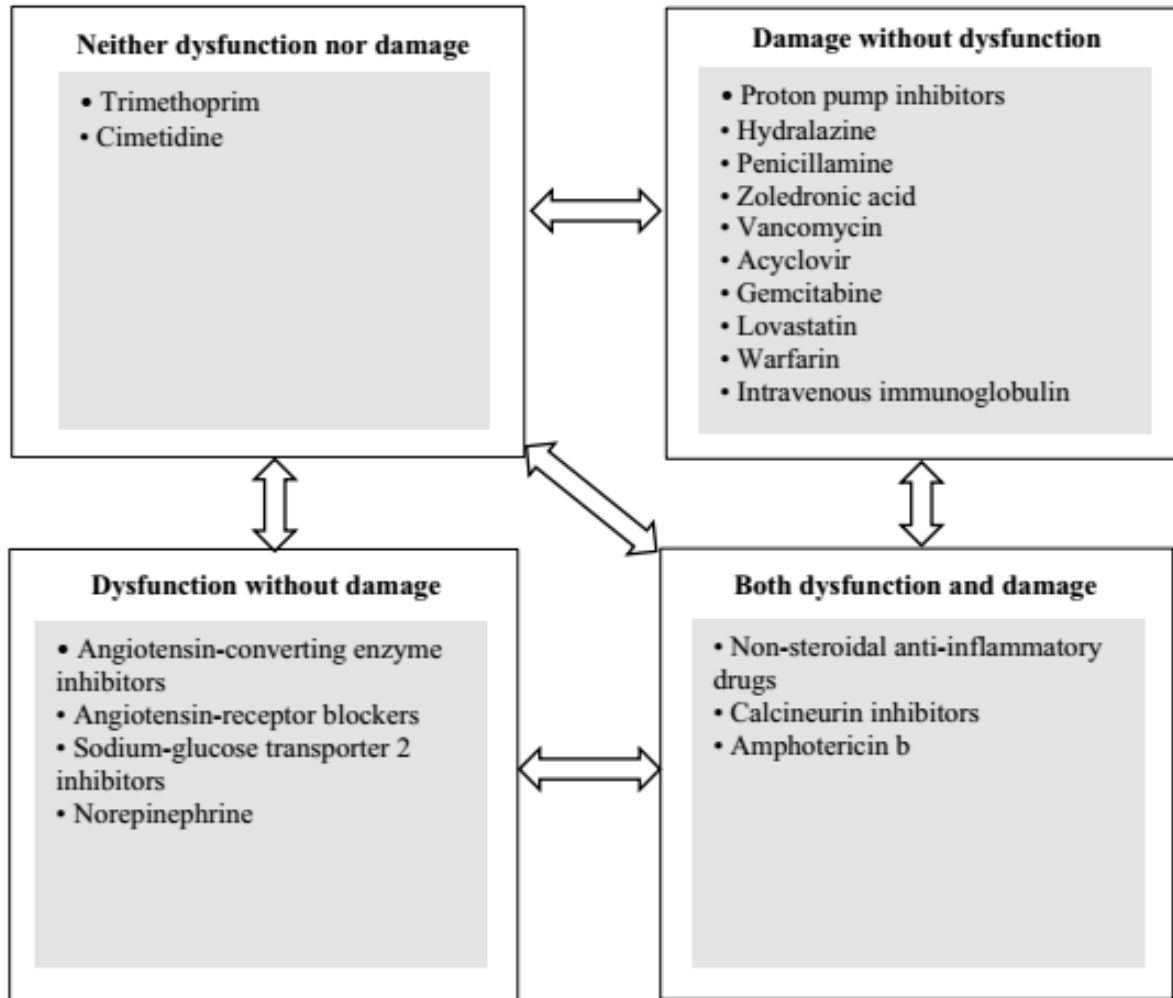 Neither dysfunction nor damage
• Trimethoprim
• Cimetidine
Damage without dysfunction
• Proton pump inhibitors
• Hydralazine
• Penicillamine
• Zoledronic acid
• Vancomycin
• Acyclovir
• Gemcitabine
• Lovastatin
• Warfarin
• Intravenous immunoglobulin
Dysfunction without damage
• Angiotensin-converting enzyme
inhibitors
• Angiotensin-receptor blockers
• Sodium-glucose transporter 2
inhibitors
• Norepinephrine
Both dysfunction and damage
• Non-steroidal anti-inflammatory
drugs
• Calcineurin inhibitors
• Amphotericin b